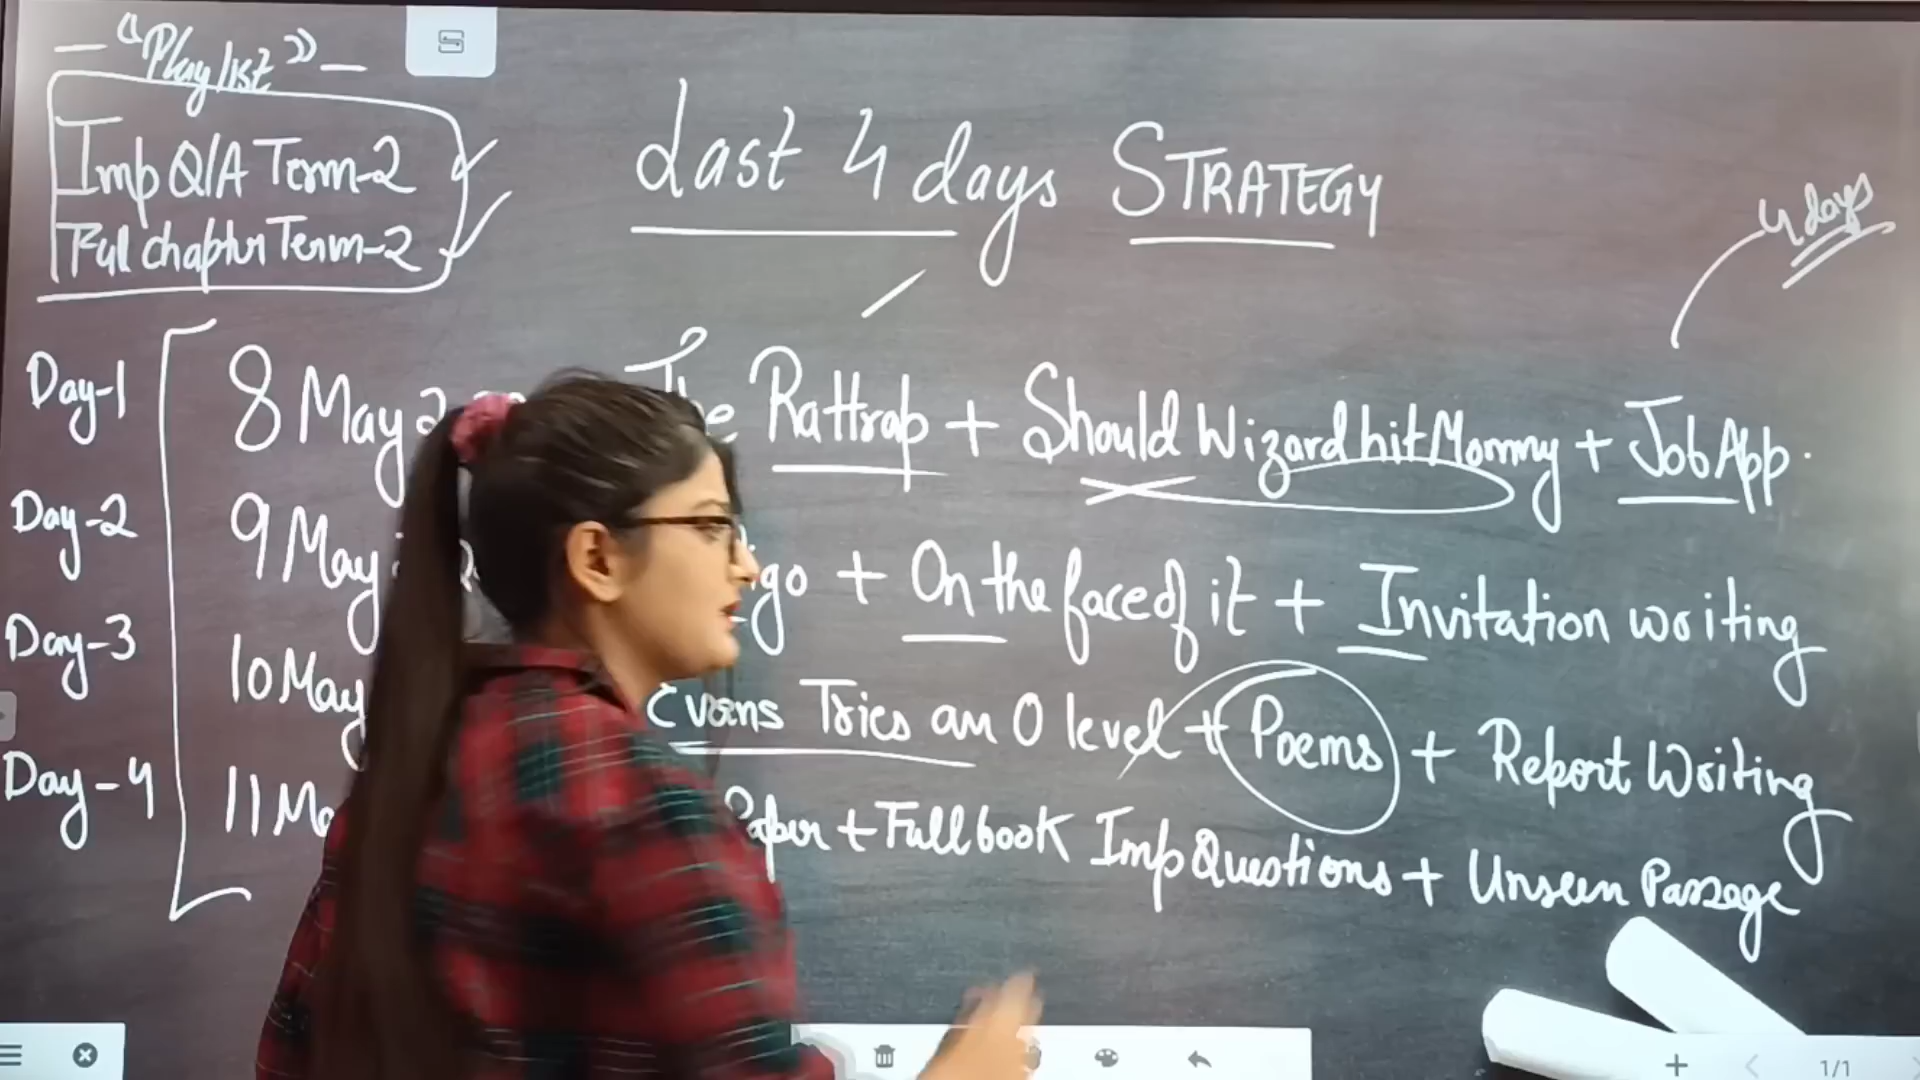 "Playlist"
Imp Q/A Term-2
Full chapter Term-2
Last 4 days STRATEGY
4 days
Day-1 8 May Rattrap + Should Wizard hit Mommy + Job App.
Day-2 9 May + On the face of it + Invitation writing
Day-3 10 May Evans Tries an O level + Poems + Report Writing
Day-4 11 Paper + Full book Imp Questions + Unseen Passage
1/1